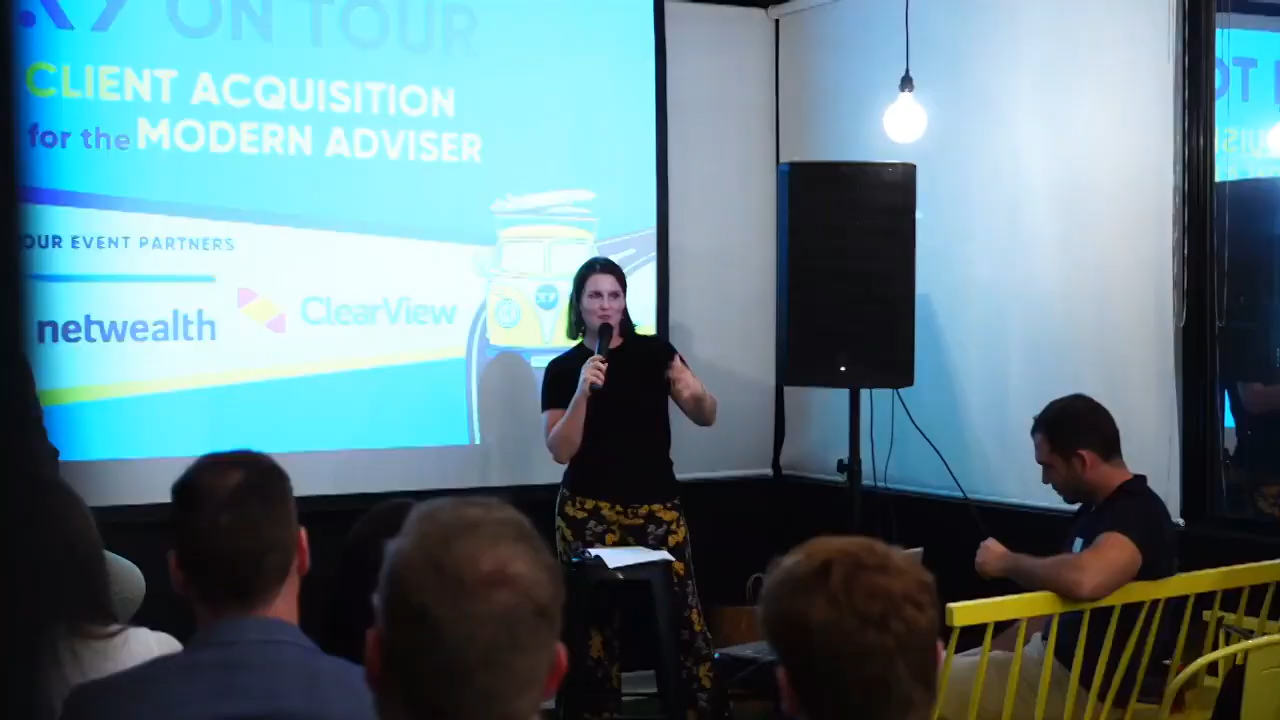 ON TOUR
CLIENT ACQUISITION
for the MODERN ADVISER
OUR EVENT PARTNERS
netwealth
ClearView